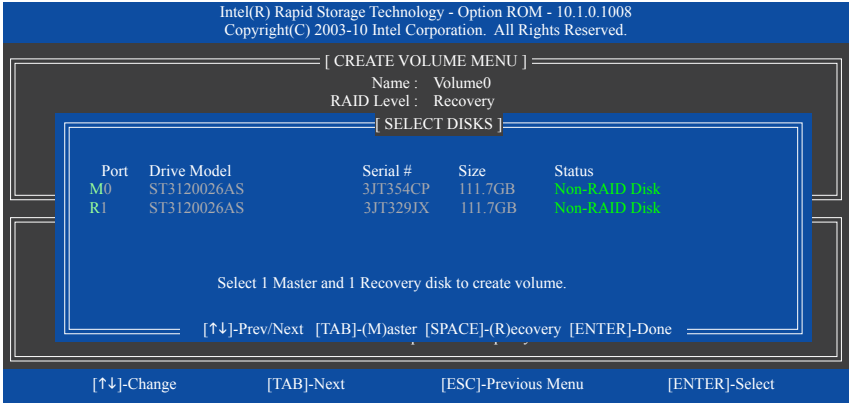 Intel(R) Rapid Storage Technology - Option ROM - 10.1.0.1008
Copyright(C) 2003-10 Intel Corporation. All Rights Reserved.
[ CREATE VOLUME MENU ]
Name : Volume0
RAID Level : Recovery
[ SELECT DISKS ]
Port Drive Model Serial # Size Status
M0 ST3120026AS 3JT354CP 111.7GB Non-RAID Disk
R1 ST3120026AS 3JT329JX 111.7GB Non-RAID Disk
Select 1 Master and 1 Recovery disk to create volume.
[↑↓]-Prev/Next [TAB]-(M)aster [SPACE]-(R)ecovery [ENTER]-Done
[↑↓]-Change [TAB]-Next [ESC]-Previous Menu [ENTER]-Select